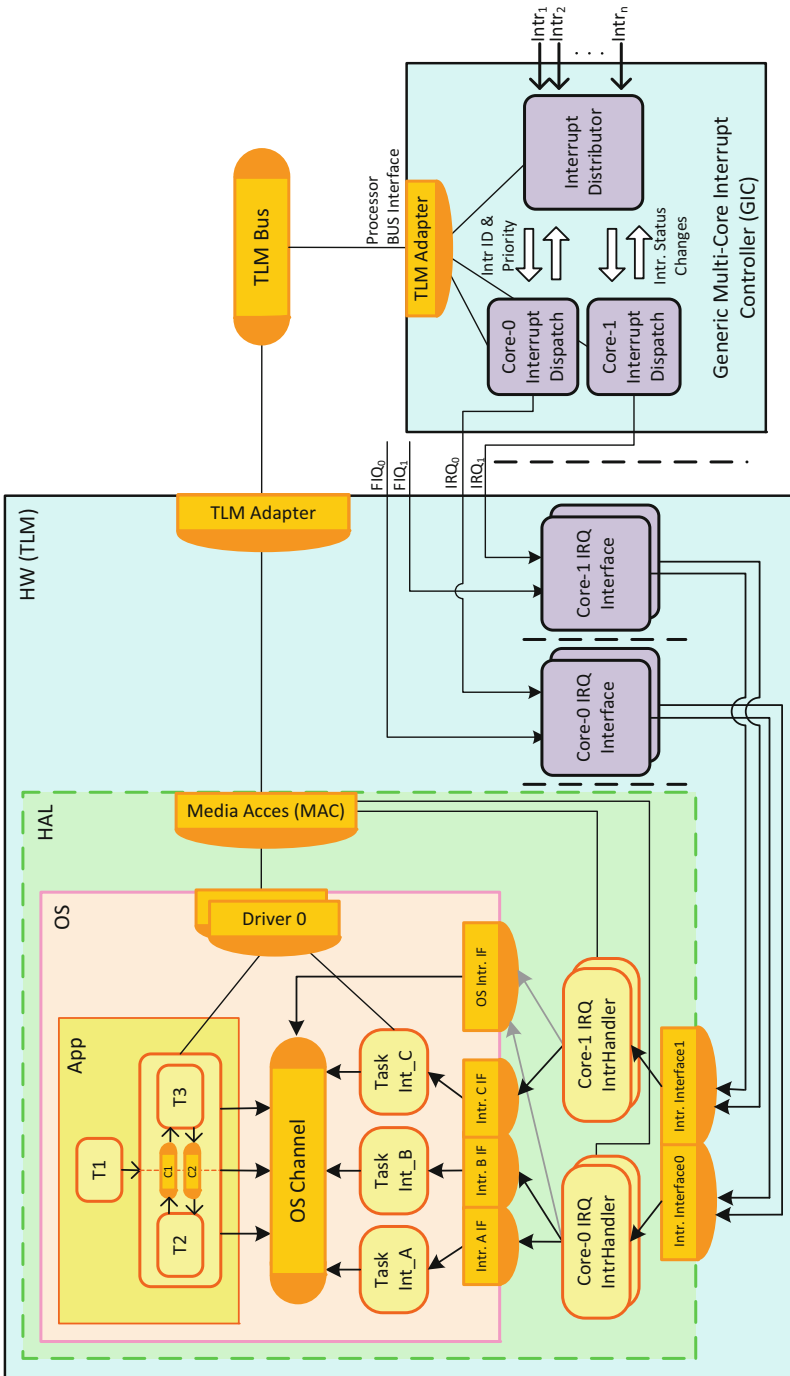 HW (TLM)
HAL
OS
App
T1
T2
T3
C1
C2
OS Channel
Driver 0
Media Acces (MAC)
TLM Adapter
TLM Bus
Task
Int_A
Task
Int_B
Task
Int_C
Intr. A IF
Intr. B IF
Intr. C IF
OS Intr. IF
Core-0 IRQ
IntrHandler
Core-1 IRQ
IntrHandler
Intr. Interface0
Intr. Interface1
Core-0 IRQ
Interface
Core-1 IRQ
Interface
FIQ0
FIQ1
IRQ0
IRQ1
Processor
BUS Interface
TLM Adapter
Core-0
Interrupt
Dispatch
Core-1
Interrupt
Dispatch
Intr ID &
Priority
Intr. Status
Changes
Interrupt
Distributor
Intr1
Intr2
. . .
Intrn
Generic Multi-Core Interrupt
Controller (GIC)